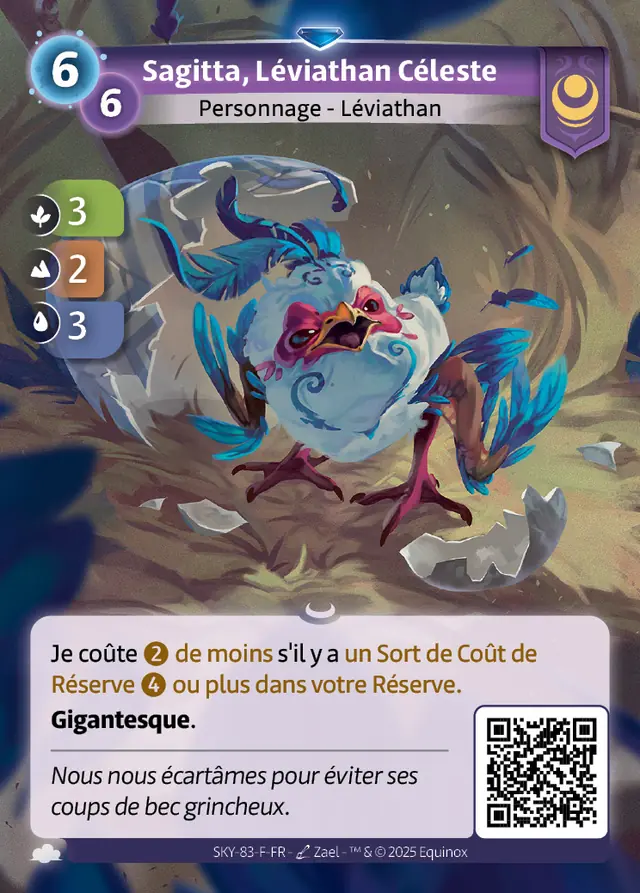 6
6
Sagitta, Léviathan Céleste
Personnage - Léviathan
3
2
3
Je coûte 2 de moins s'il y a un Sort de Coût de
Réserve 4 ou plus dans votre Réserve.
Gigantesque.
Nous nous écartâmes pour éviter ses
coups de bec grincheux.
SKY-83-F-FR - Zael - ™ & © 2025 Equinox